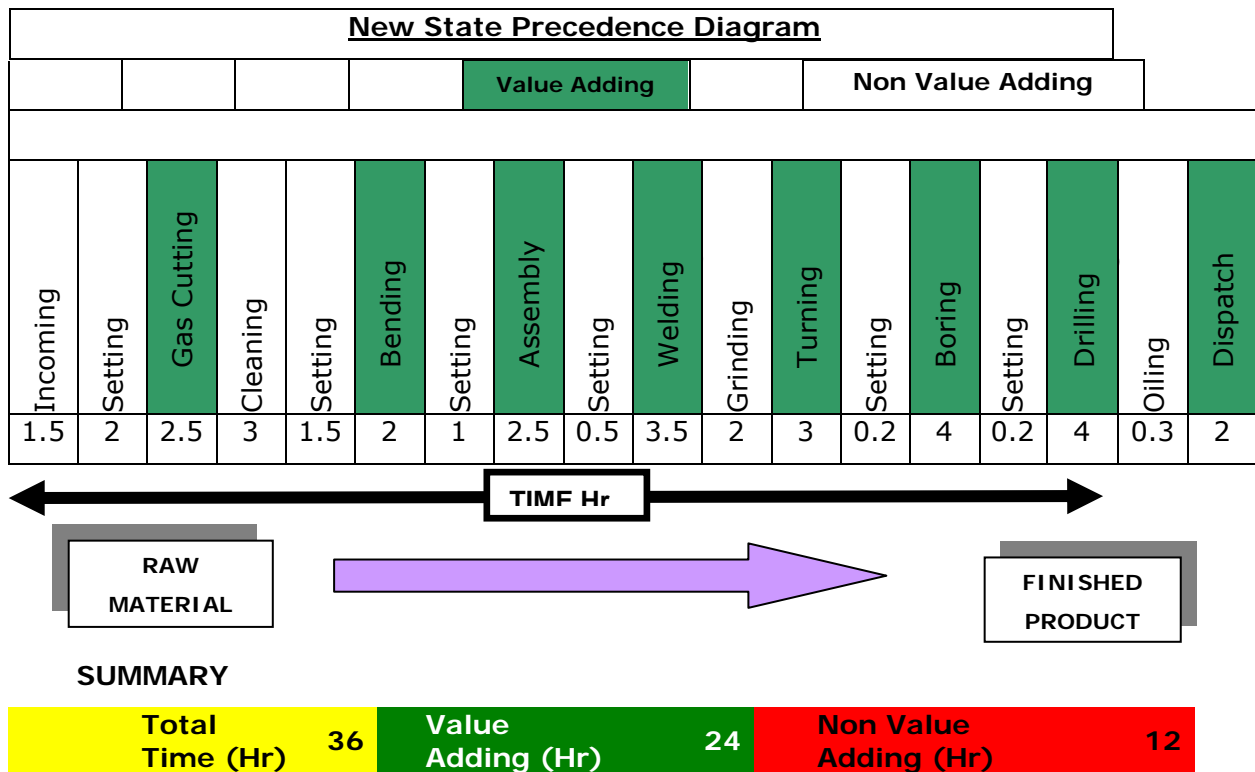 New State Precedence Diagram
Value Adding
Non Value Adding
Incoming
Setting
Gas Cutting
Cleaning
Setting
Bending
Setting
Assembly
Setting
Welding
Grinding
Turning
Setting
Boring
Setting
Drilling
Oiling
Dispatch
1.5 2 2.5 3 1.5 2 1 2.5 0.5 3.5 2 3 0.2 4 0.2 4 0.3 2
TIME Hr
RAW
MATERIAL
FINISHED
PRODUCT
SUMMARY
Total
Time (Hr) 36
Value
Adding (Hr) 24
Non Value
Adding (Hr) 12